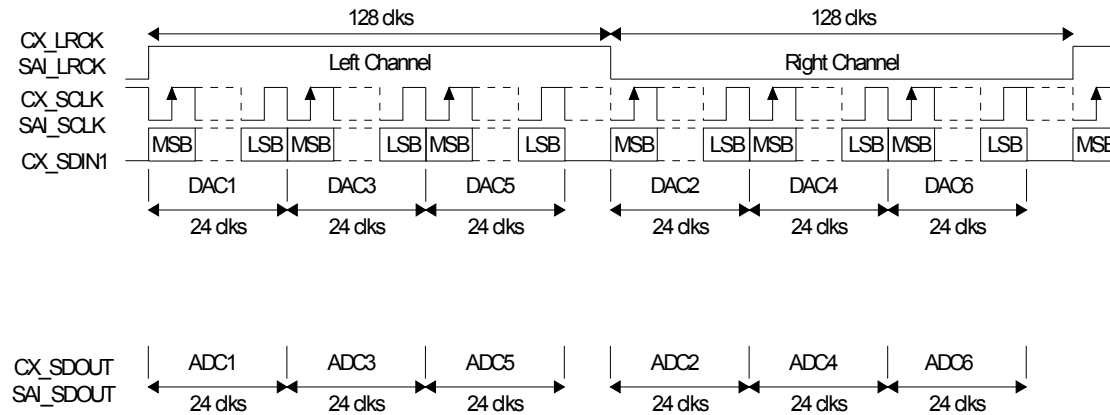 128 clks 128 clks
CX_LRCK
SAI_LRCK Left Channel Right Channel
CX_SCLK
SAI_SCLK
CX_SDIN1 MSB LSB MSB LSB MSB LSB MSB LSB MSB LSB MSB LSB MSB
DAC1 DAC3 DAC5 DAC2 DAC4 DAC6
24 clks 24 clks 24 clks 24 clks 24 clks 24 clks
CX_SDOUT ADC1 ADC3 ADC5 ADC2 ADC4 ADC6
SAI_SDOUT 24 clks 24 clks 24 clks 24 clks 24 clks 24 clks